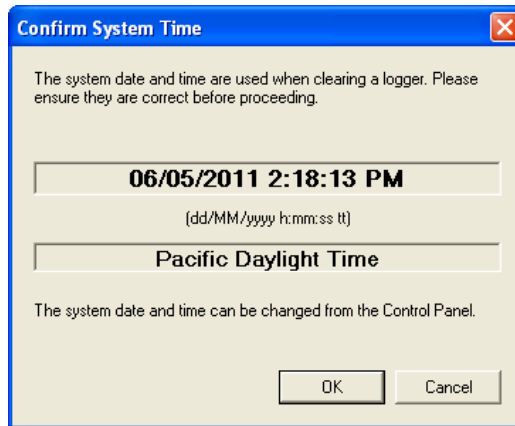 Confirm System Time
The system date and time are used when clearing a logger. Please
ensure they are correct before proceeding.
06/05/2011 2:18:13 PM
(dd/MM/yyyy h:mm:ss tt)
Pacific Daylight Time
The system date and time can be changed from the Control Panel.
OK Cancel